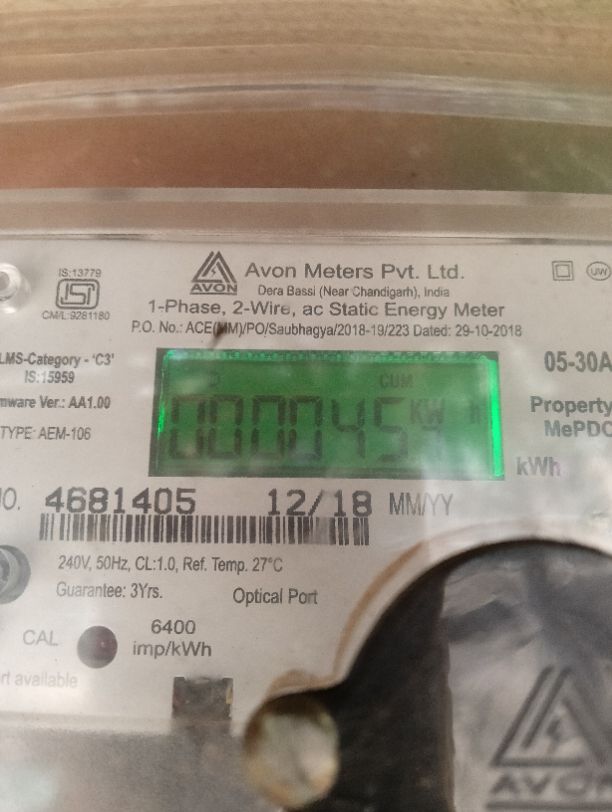 IS:13779
ISI
CM/L:9281180
AVON
Avon Meters Pvt. Ltd.
Dera Bassi (Near Chandigarh), India
1-Phase, 2-Wire, ac Static Energy Meter
P.O. No.: ACE(MM)/PO/Saubhagya/2018-19/223 Dated: 29-10-2018
UW
LMS-Category - 'C3'
IS:15959
mware Ver.: AA1.00
TYPE: AEM-106
CUM
KW h
05-30A
Property
MePDC
kWh
NO. 4681405 12/18 MM/YY
240V, 50Hz, CL:1.0, Ref. Temp. 27°C
Guarantee: 3Yrs.
Optical Port
CAL
6400
imp/kWh
rt available
AVON